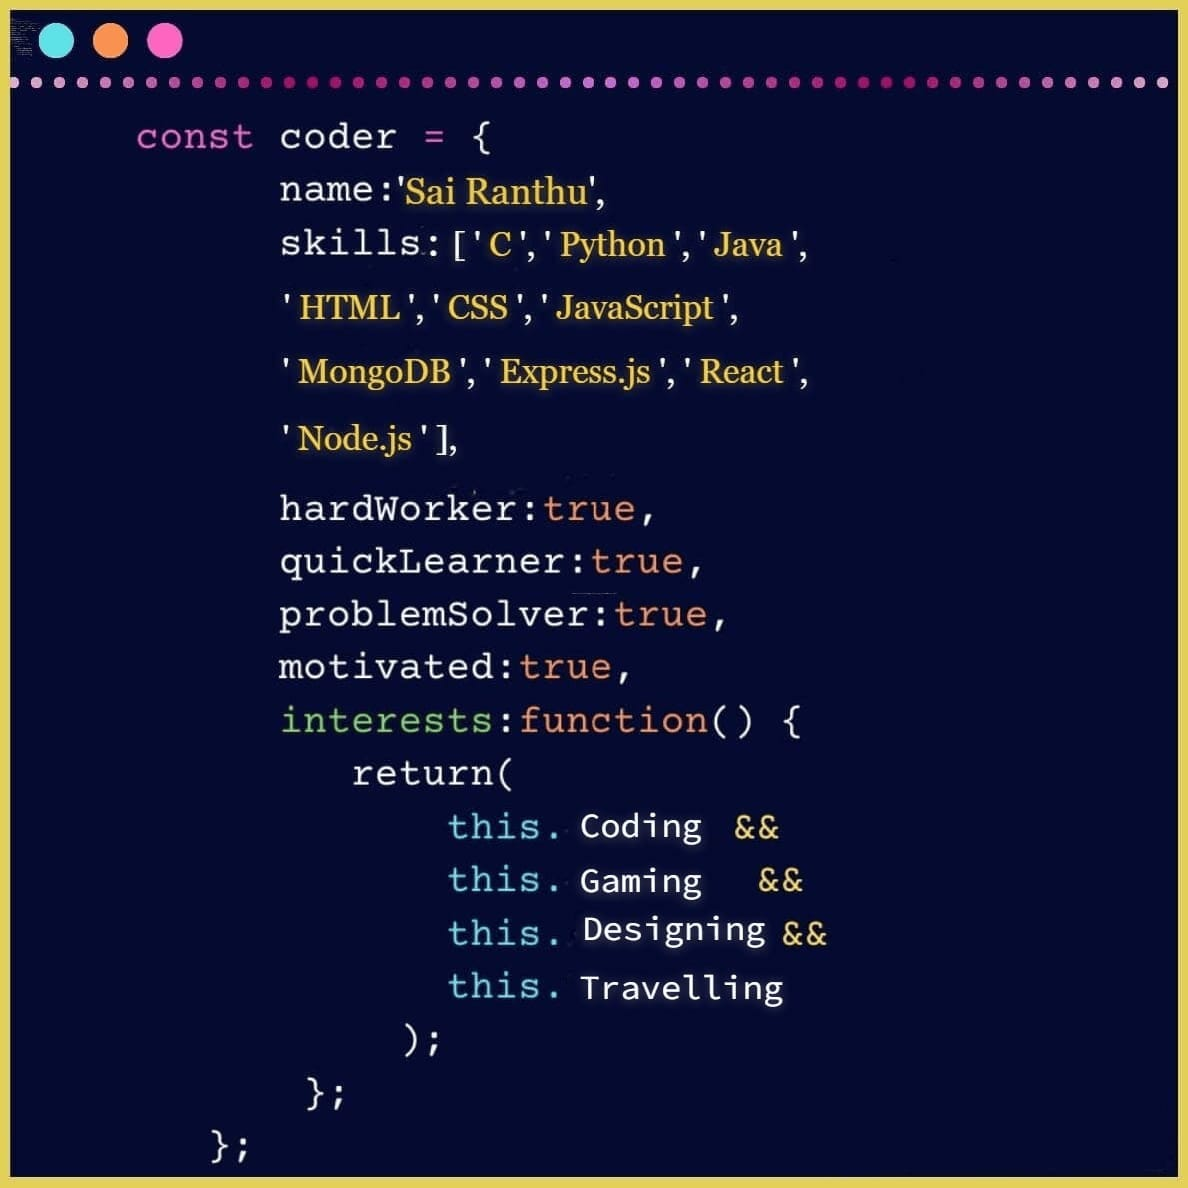 const coder = {
name:'Sai Ranthu',
skills: [ ' C ', ' Python ', ' Java ',
' HTML ', ' CSS ', ' JavaScript ',
' MongoDB ', ' Express.js ', ' React ',
' Node.js ' ],
hardWorker:true,
quickLearner:true,
problemSolver:true,
motivated:true,
interests:function() {
return(
this. Coding &&
this. Gaming &&
this. Designing &&
this. Travelling
);
};
};